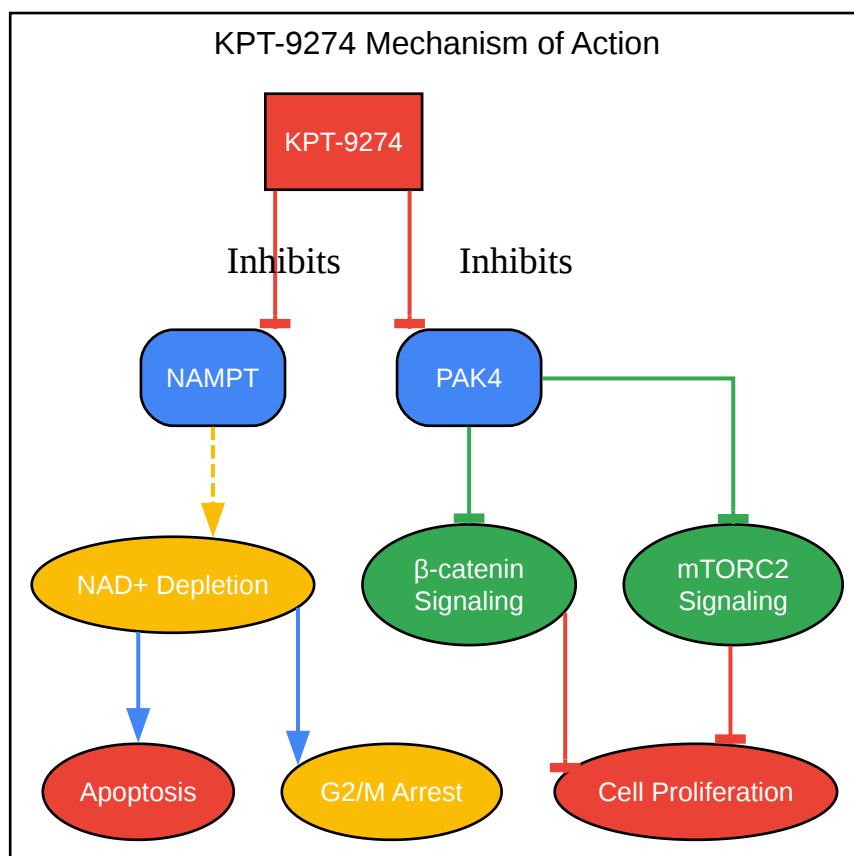 KPT-9274 Mechanism of Action
KPT-9274
Inhibits
Inhibits
NAMPT
PAK4
NAD+ Depletion
β-catenin
Signaling
mTORC2
Signaling
Apoptosis
G2/M Arrest
Cell Proliferation